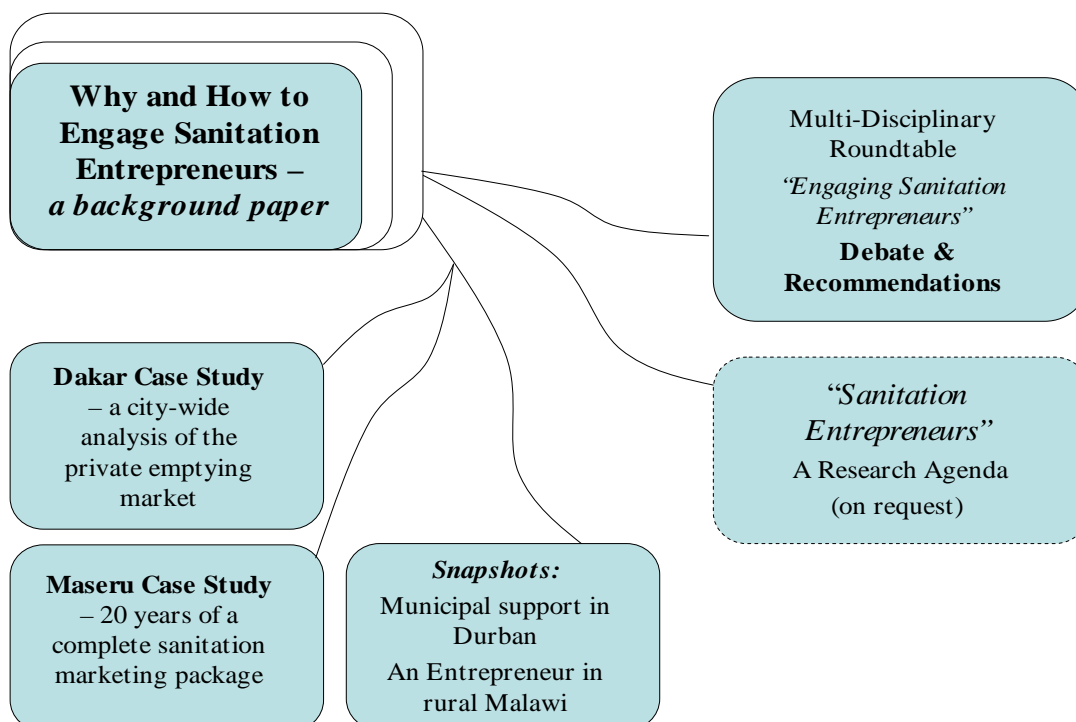 Why and How to
Engage Sanitation
Entrepreneurs –
a background paper
Multi-Disciplinary
Roundtable
“Engaging Sanitation
Entrepreneurs”
Debate &
Recommendations
Dakar Case Study
– a city-wide
analysis of the
private emptying
market
“Sanitation
Entrepreneurs”
A Research Agenda
(on request)
Maseru Case Study
– 20 years of a
complete sanitation
marketing package
Snapshots:
Municipal support in
Durban
An Entrepreneur in
rural Malawi